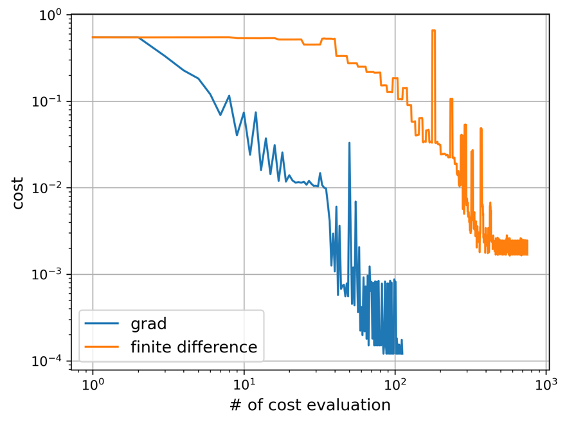 10⁰
10⁻¹
10⁻²
10⁻³
10⁻⁴
cost
grad
finite difference
10⁰ 10¹ 10² 10³
# of cost evaluation